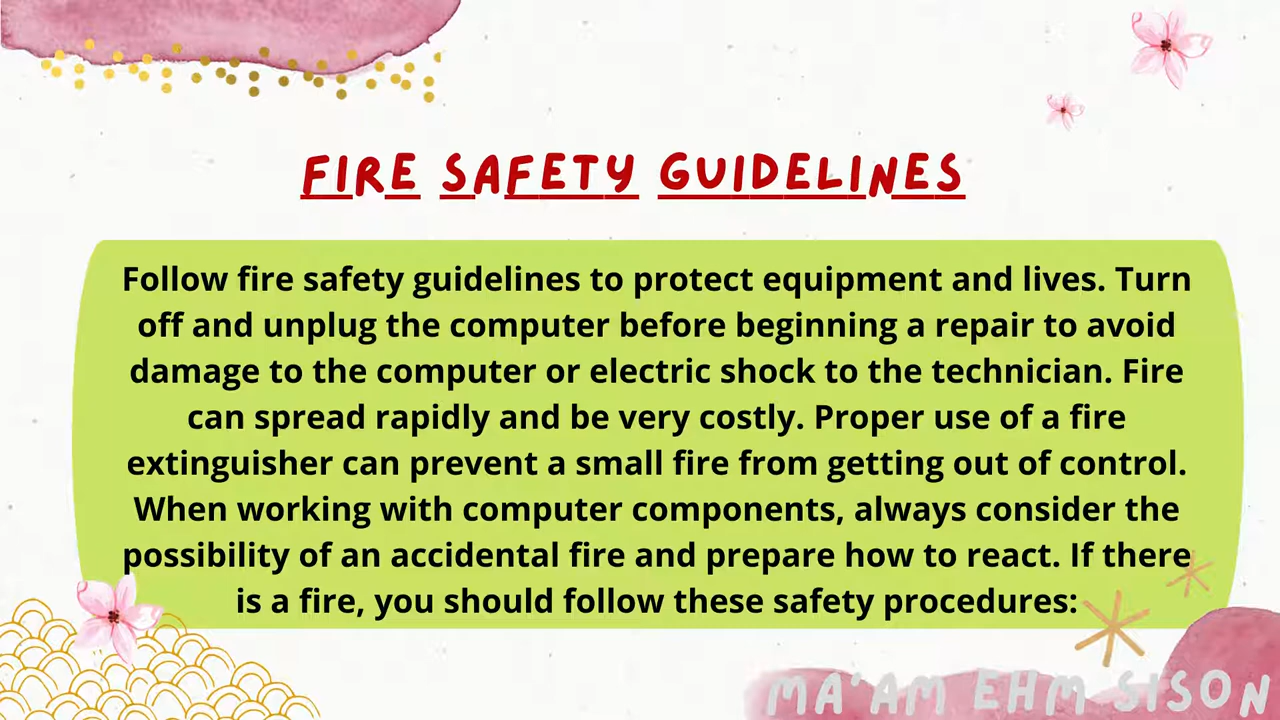 FIRE SAFETY GUIDELINES
Follow fire safety guidelines to protect equipment and lives. Turn
off and unplug the computer before beginning a repair to avoid
damage to the computer or electric shock to the technician. Fire
can spread rapidly and be very costly. Proper use of a fire
extinguisher can prevent a small fire from getting out of control.
When working with computer components, always consider the
possibility of an accidental fire and prepare how to react. If there
is a fire, you should follow these safety procedures:
MA'AM EHM SISON